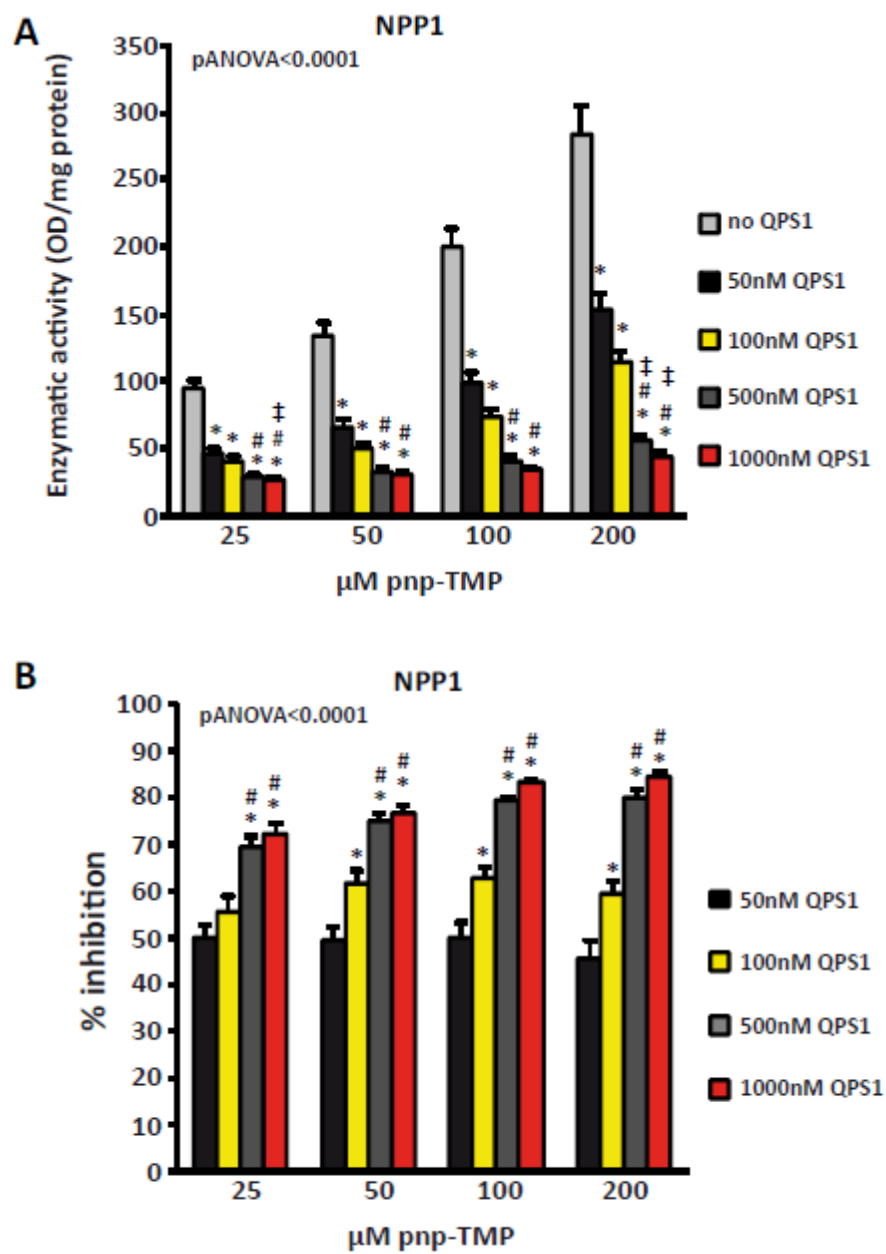 A
NPP1
pANOVA<0.0001
Enzymatic activity (OD/mg protein)
350
300
250
200
150
100
50
0
* * # * ‡ # *
* * # * # *
* * # * # *
* * ‡ # * ‡ # *
25 50 100 200
µM pnp-TMP
no QPS1
50nM QPS1
100nM QPS1
500nM QPS1
1000nM QPS1
B
NPP1
pANOVA<0.0001
% inhibition
100
90
80
70
60
50
40
30
20
10
0
# * # *
* # * # *
* # * # *
* # * # *
25 50 100 200
µM pnp-TMP
50nM QPS1
100nM QPS1
500nM QPS1
1000nM QPS1